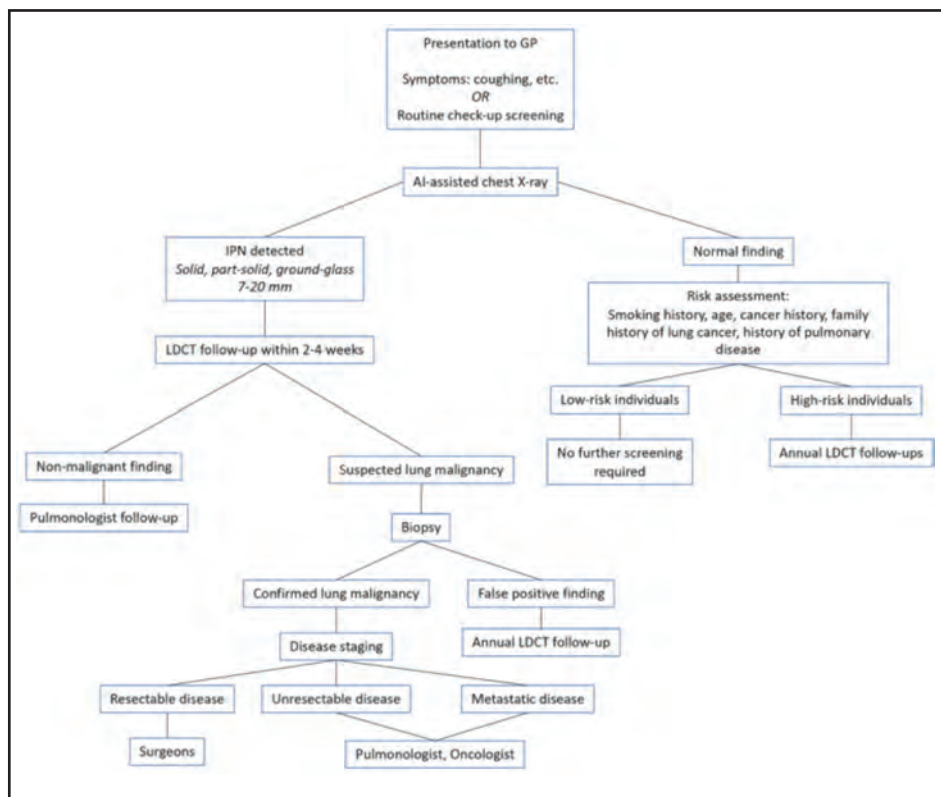 Presentation to GP
Symptoms: coughing, etc.
OR
Routine check-up screening
AI-assisted chest X-ray
IPN detected
Solid, part-solid, ground-glass
7-20 mm
Normal finding
Risk assessment:
Smoking history, age, cancer history, family
history of lung cancer, history of pulmonary
disease
LDCT follow-up within 2-4 weeks
Low-risk individuals
High-risk individuals
No further screening
required
Annual LDCT follow-ups
Non-malignant finding
Suspected lung malignancy
Pulmonologist follow-up
Biopsy
Confirmed lung malignancy
False positive finding
Disease staging
Annual LDCT follow-up
Resectable disease
Unresectable disease
Metastatic disease
Surgeons
Pulmonologist, Oncologist